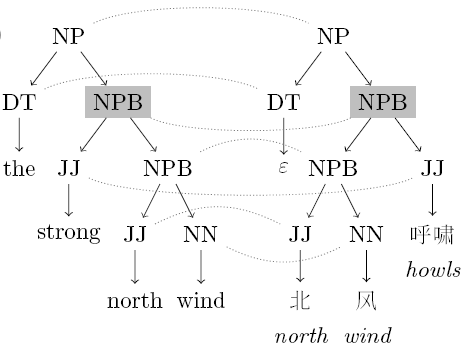 )
NP NP
DT NPB DT NPB
the JJ NPB ε NPB JJ
strong JJ NN JJ NN 呼啸
howls
north wind 北 风
north wind